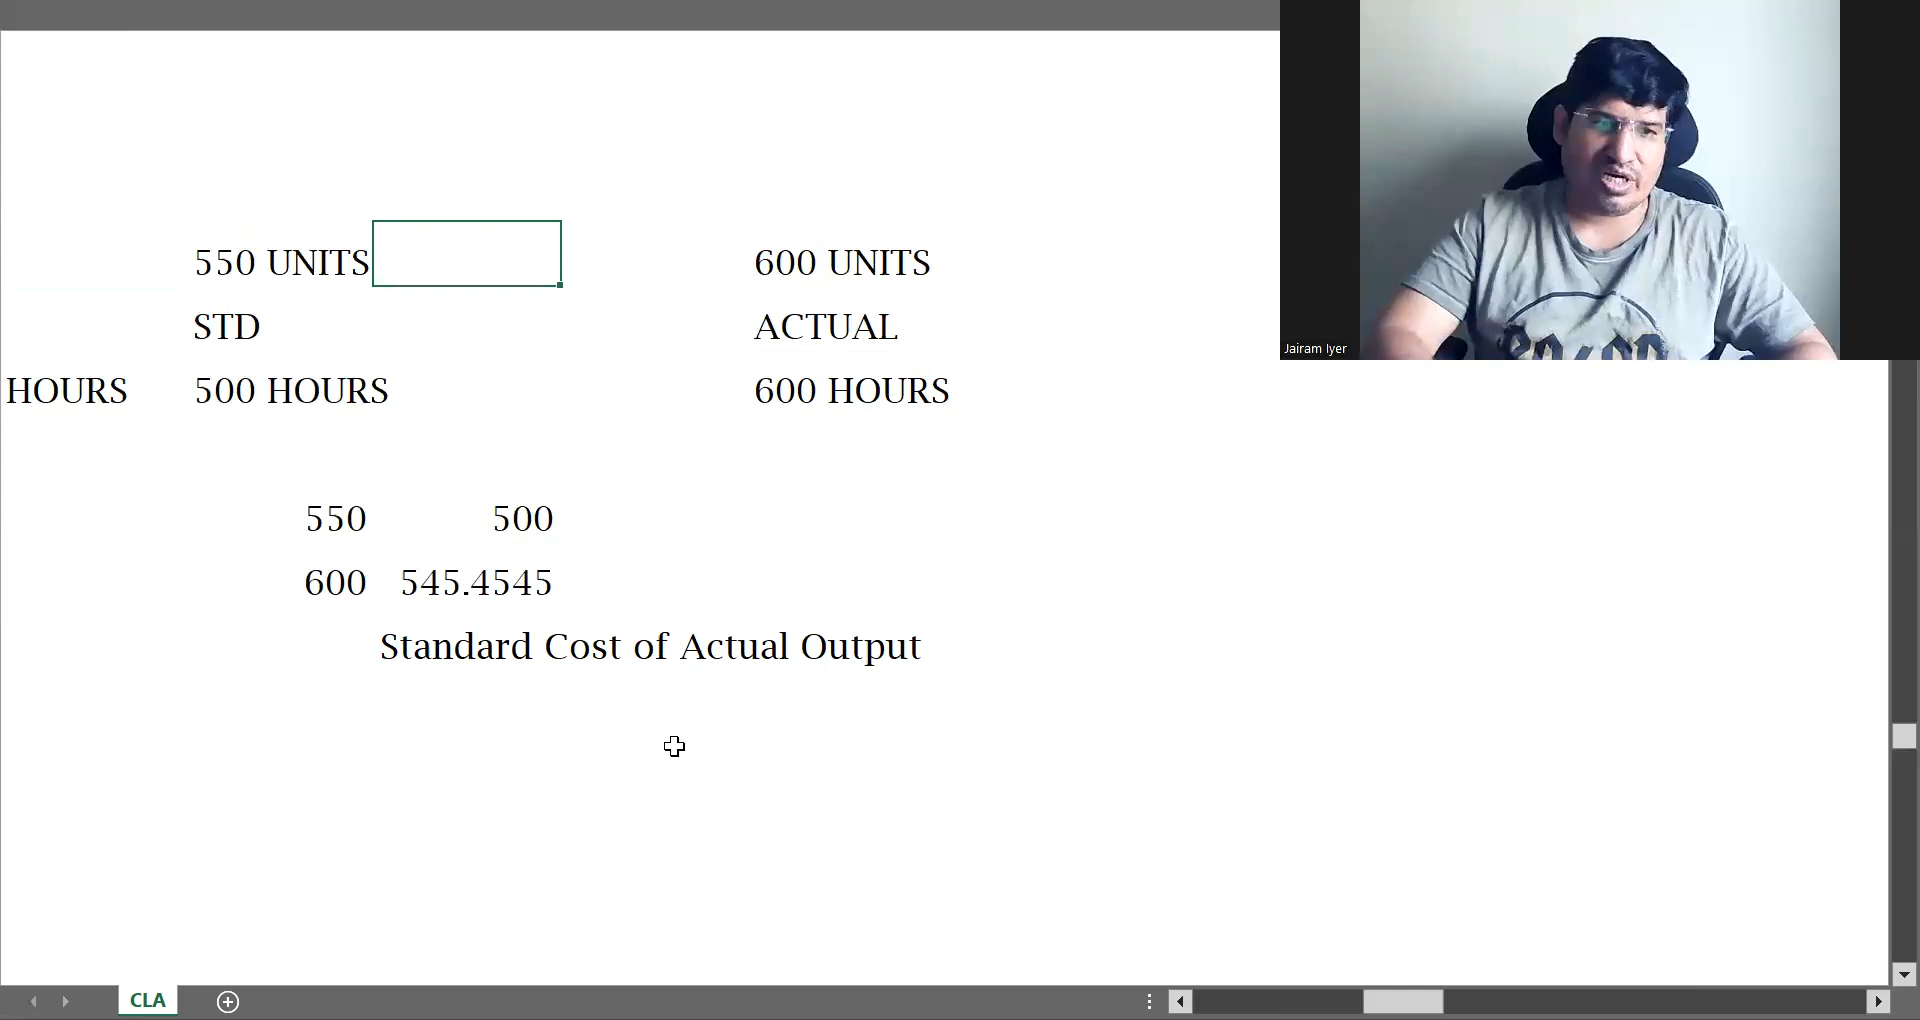 550 UNITS 600 UNITS
STD ACTUAL
HOURS 500 HOURS 600 HOURS
550 500
600 545.4545
Standard Cost of Actual Output
Jairam Iyer
CLA